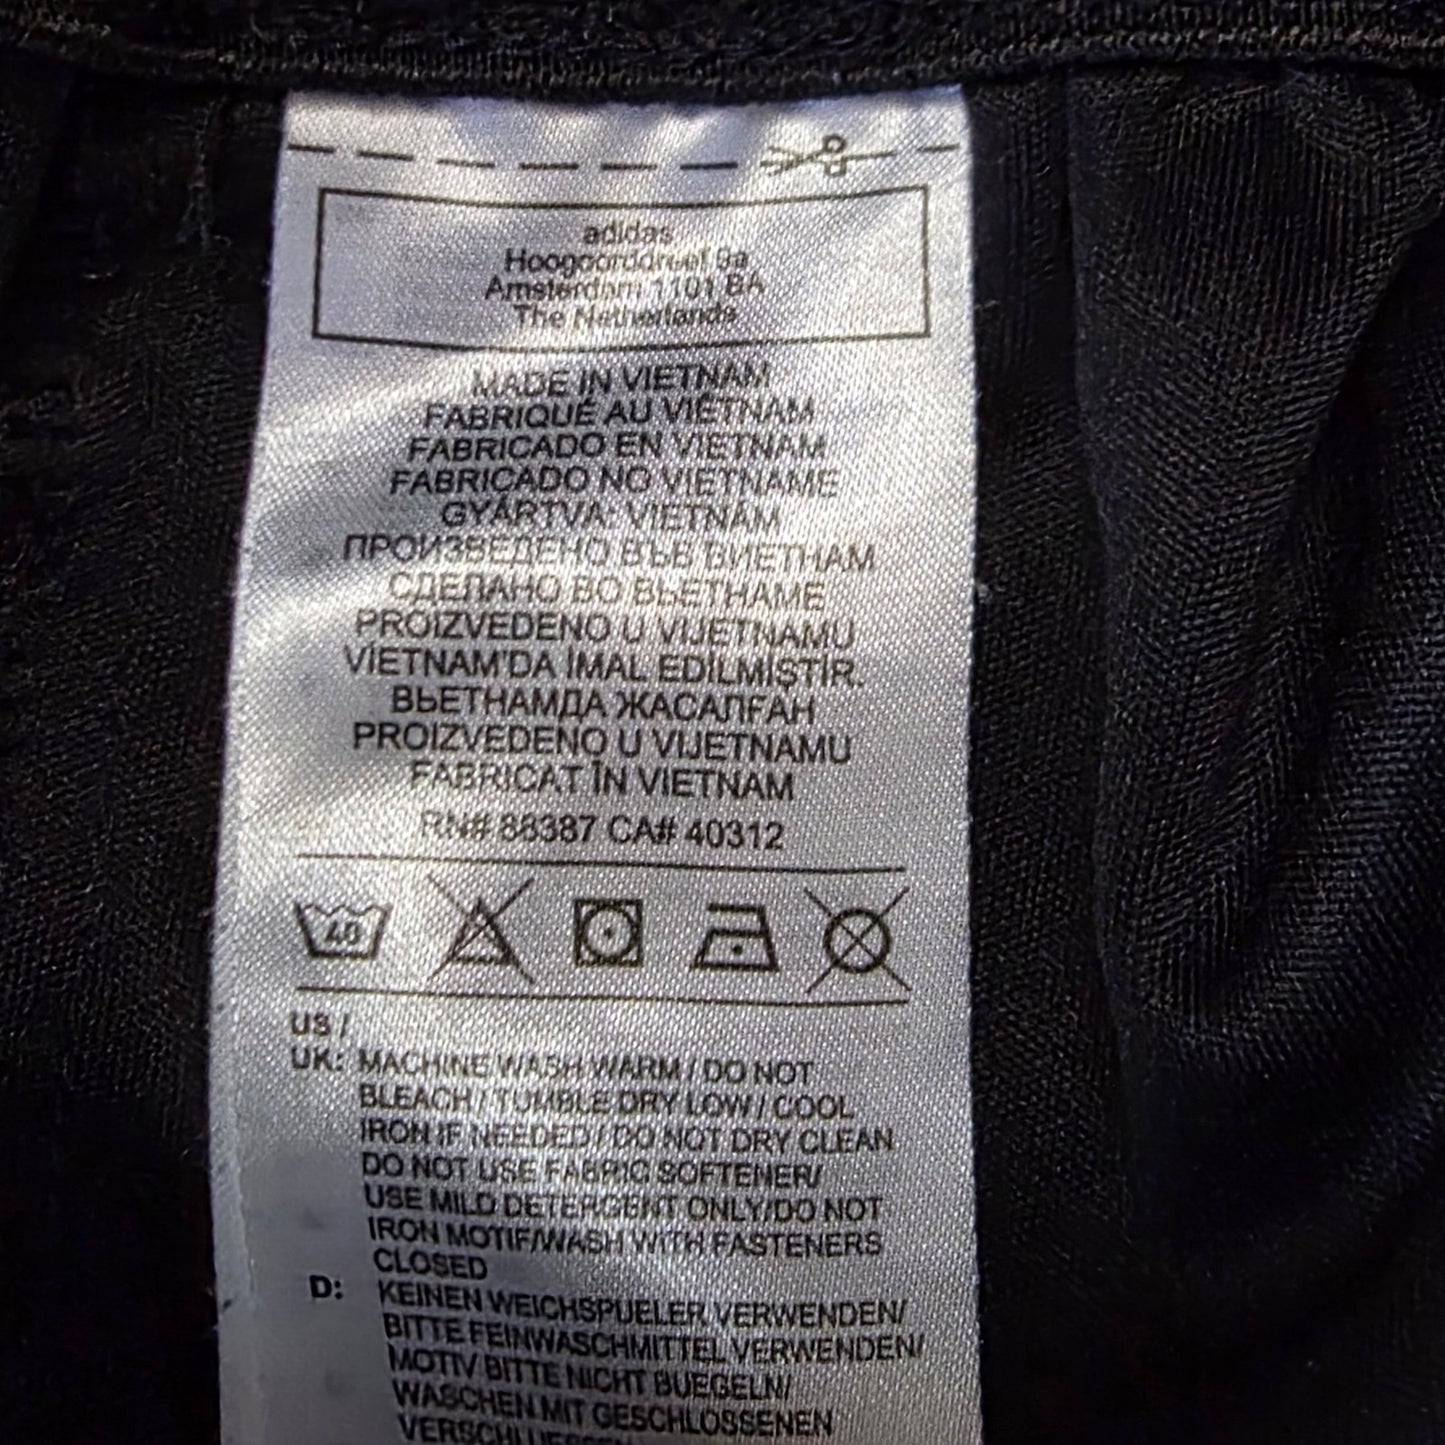 adidas
Hoogoorddreef 9a
Amsterdam 1101 BA
The Netherlands
MADE IN VIETNAM
FABRIQUÉ AU VIÊTNAM
FABRICADO EN VIETNAM
FABRICADO NO VIETNAME
GYÁRTVA: VIETNÁM
ПРОИЗВЕДЕНО ВЪВ ВИЕТНАМ
СДЕЛАНО ВО ВЬЕТНАМЕ
PROIZVEDENO U VIJETNAMU
VİETNAM'DA İMAL EDİLMİŞTİR.
ВЬЕТНАМДА ЖАСАЛҒАН
PROIZVEDENO U VIJETNAMU
FABRICAT ÎN VIETNAM
RN# 88387 CA# 40312
40
US /
UK: MACHINE WASH WARM / DO NOT
BLEACH / TUMBLE DRY LOW / COOL
IRON IF NEEDED / DO NOT DRY CLEAN
DO NOT USE FABRIC SOFTENER/
USE MILD DETERGENT ONLY/DO NOT
IRON MOTIF/WASH WITH FASTENERS
CLOSED
D: KEINEN WEICHSPUELER VERWENDEN/
BITTE FEINWASCHMITTEL VERWENDEN/
MOTIV BITTE NICHT BUEGELN/
WASCHEN MIT GESCHLOSSENEN